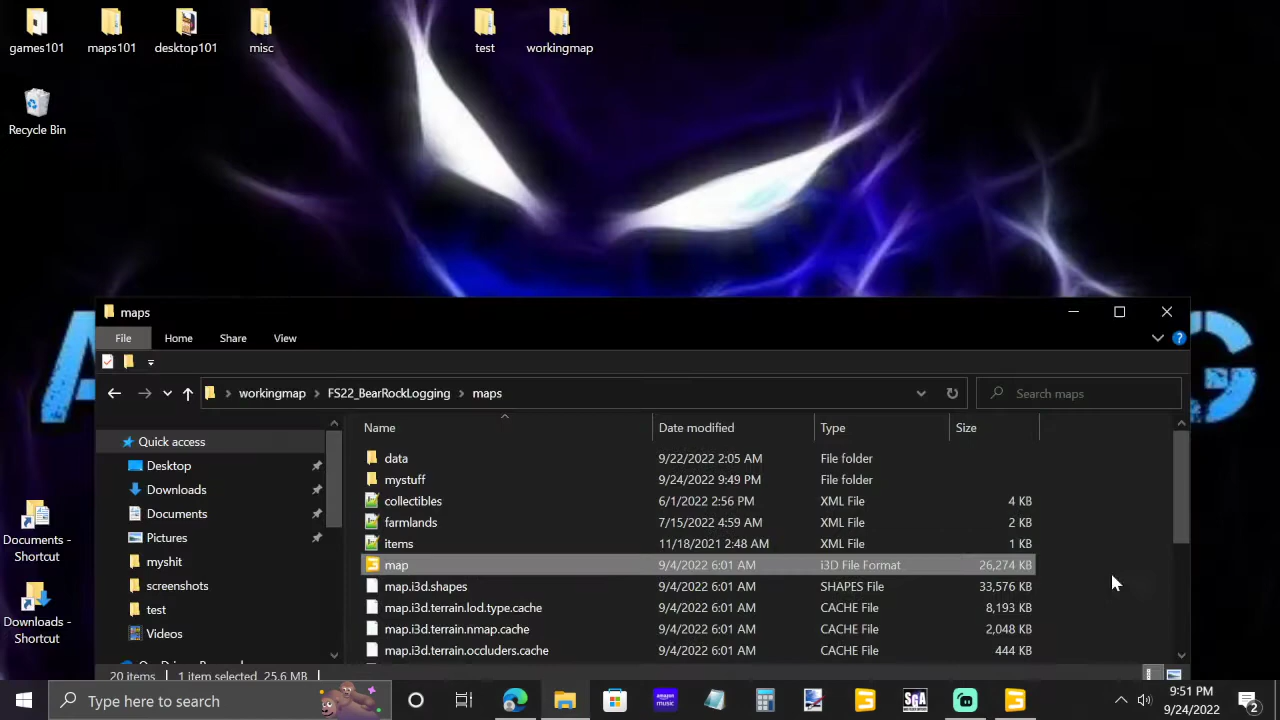 games101 maps101 desktop101 misc test workingmap
Recycle Bin
maps
File Home Share View
workingmap FS22_BearRockLogging maps Search maps
Name Date modified Type Size
Quick access
Desktop
Downloads
Documents
Pictures
myshit
screenshots
test
Videos
data 9/22/2022 2:05 AM File folder
mystuff 9/24/2022 9:49 PM File folder
collectibles 6/1/2022 2:56 PM XML File 4 KB
farmlands 7/15/2022 4:59 AM XML File 2 KB
items 11/18/2021 2:48 AM XML File 1 KB
map 9/4/2022 6:01 AM i3D File Format 26,274 KB
map.i3d.shapes 9/4/2022 6:01 AM SHAPES File 33,576 KB
map.i3d.terrain.lod.type.cache 9/4/2022 6:01 AM CACHE File 8,193 KB
map.i3d.terrain.nmap.cache 9/4/2022 6:01 AM CACHE File 2,048 KB
map.i3d.terrain.occluders.cache 9/4/2022 6:01 AM CACHE File 444 KB
20 items 1 item selected 25.6 MB
Documents -
Shortcut
Downloads -
Shortcut
A G
Type here to search
amazon
music
SGA
9:51 PM
9/24/2022
2